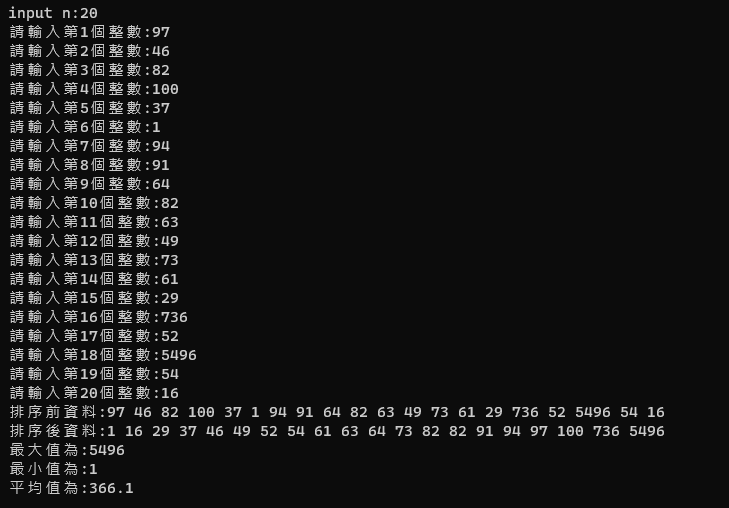 input n:20
請輸入第1個整數:97
請輸入第2個整數:46
請輸入第3個整數:82
請輸入第4個整數:100
請輸入第5個整數:37
請輸入第6個整數:1
請輸入第7個整數:94
請輸入第8個整數:91
請輸入第9個整數:64
請輸入第10個整數:82
請輸入第11個整數:63
請輸入第12個整數:49
請輸入第13個整數:73
請輸入第14個整數:61
請輸入第15個整數:29
請輸入第16個整數:736
請輸入第17個整數:52
請輸入第18個整數:5496
請輸入第19個整數:54
請輸入第20個整數:16
排序前資料:97 46 82 100 37 1 94 91 64 82 63 49 73 61 29 736 52 5496 54 16
排序後資料:1 16 29 37 46 49 52 54 61 63 64 73 82 82 91 94 97 100 736 5496
最大值為:5496
最小值為:1
平均值為:366.1